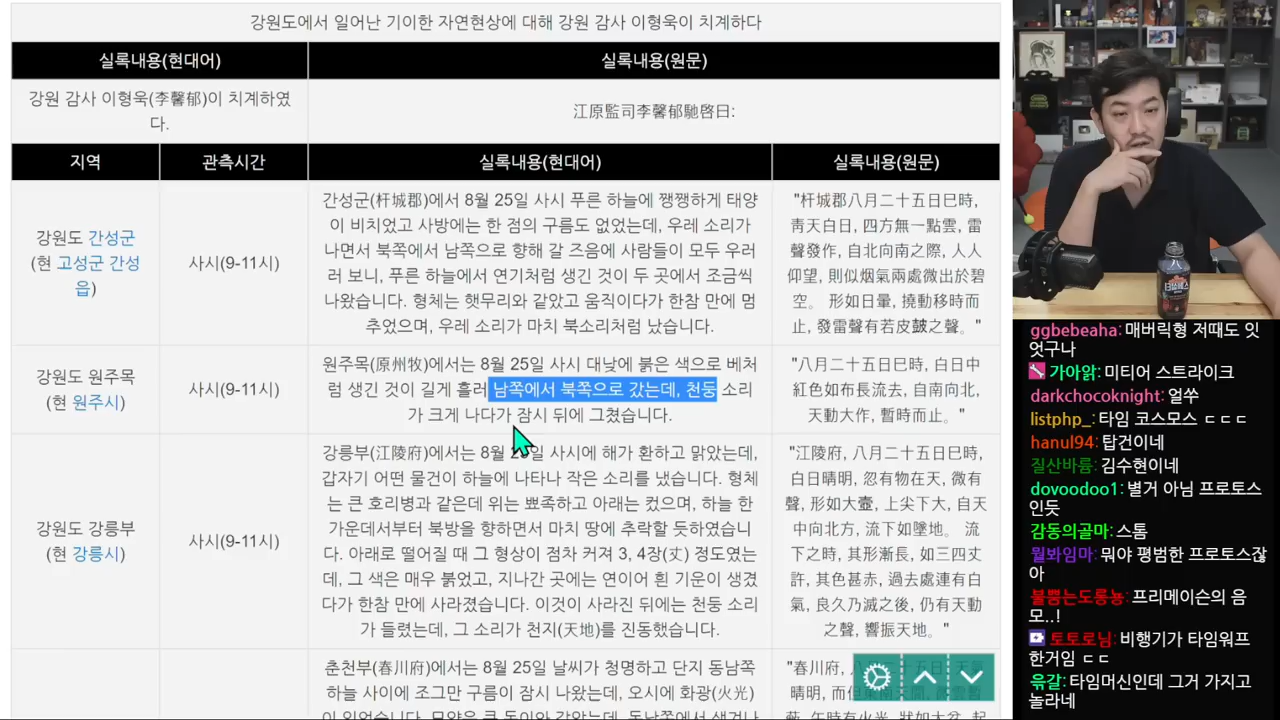 강원도에서 일어난 기이한 자연현상에 대해 강원 감사 이형욱이 치계하다
실록내용(현대어)
실록내용(원문)
강원 감사 이형욱(李馨郁)이 치계하였
다.
江原監司李馨郁馳啓曰:
지역
관측시간
실록내용(현대어)
실록내용(원문)
강원도 간성군
(현 고성군 간성
읍)
사시(9-11시)
간성군(杆城郡)에서 8월 25일 사시 푸른 하늘에 쨍쨍하게 태양
이 비치었고 사방에는 한 점의 구름도 없었는데, 우레 소리가
나면서 북쪽에서 남쪽으로 향해 갈 즈음에 사람들이 모두 우러
러 보니, 푸른 하늘에서 연기처럼 생긴 것이 두 곳에서 조금씩
나왔습니다. 형체는 햇무리와 같았고 움직이다가 한참 만에 멈
추었으며, 우레 소리가 마치 북소리처럼 났습니다.
"杆城郡八月二十五日巳時,
靑天白日, 四方無一點雲, 雷
聲發作, 自北向南之際, 人人
仰望, 則似烟氣兩處微出於碧
空。 形如日暈, 撓動移時而
止, 發雷聲有若皮鼓之聲。"
강원도 원주목
(현 원주시)
사시(9-11시)
원주목(原州牧)에서는 8월 25일 사시 대낮에 붉은 색으로 베처
럼 생긴 것이 길게 흘러 남쪽에서 북쪽으로 갔는데, 천둥 소리
가 크게 나다가 잠시 뒤에 그쳤습니다.
"八月二十五日巳時, 白日中
紅色如布長流去, 自南向北,
天動大作, 暫時而止。"
강원도 강릉부
(현 강릉시)
사시(9-11시)
강릉부(江陵府)에서는 8월 일 사시에 해가 환하고 맑았는데,
갑자기 어떤 물건이 하늘에 나타나 작은 소리를 냈습니다. 형체
는 큰 호리병과 같은데 위는 뾰족하고 아래는 컸으며, 하늘 한
가운데서부터 북방을 향하면서 마치 땅에 추락할 듯하였습니
다. 아래로 떨어질 때 그 형상이 점차 커져 3, 4장(丈) 정도였는
데, 그 색은 매우 붉었고, 지나간 곳에는 연이어 흰 기운이 생겼
다가 한참 만에 사라졌습니다. 이것이 사라진 뒤에는 천둥 소리
가 들렸는데, 그 소리가 천지(天地)를 진동했습니다.
"江陵府, 八月二十五日巳時,
白日晴明, 忽有物在天, 微有
聲, 形如大壺, 上尖下大, 自天
中向北方, 流下如墜地。 流
下之時, 其形漸長, 如三四丈
許, 其色甚赤, 過去處連有白
氣, 良久乃滅之後, 仍有天動
之聲, 響振天地。"
춘천부(春川府)에서는 8월 25일 날씨가 청명하고 단지 동남쪽
하늘 사이에 조그만 구름이 잠시 나왔는데, 오시에 화광(火光)
"春川府,
晴明,
ggbebeaha: 매버릭형 저때도 잇
엇구나
가아앍: 미티어 스트라이크
darkchocoknight: 얼쑤
listphp_: 타임 코스모스 ㄷㄷㄷ
hanul94: 탑건이네
질산바륨: 김수현이네
dovoodoo1: 별거 아님 프로토스
인듯
감동의골마: 스톰
뭘봐임마: 뭐야 평범한 프로토스잖
아
불뿜는도롱뇽: 프리메이슨의 음
모..!
토토로님: 비행기가 타임워프
한거임 ㄷㄷ
윾갈: 타임머신인데 그거 가지고
놀라네